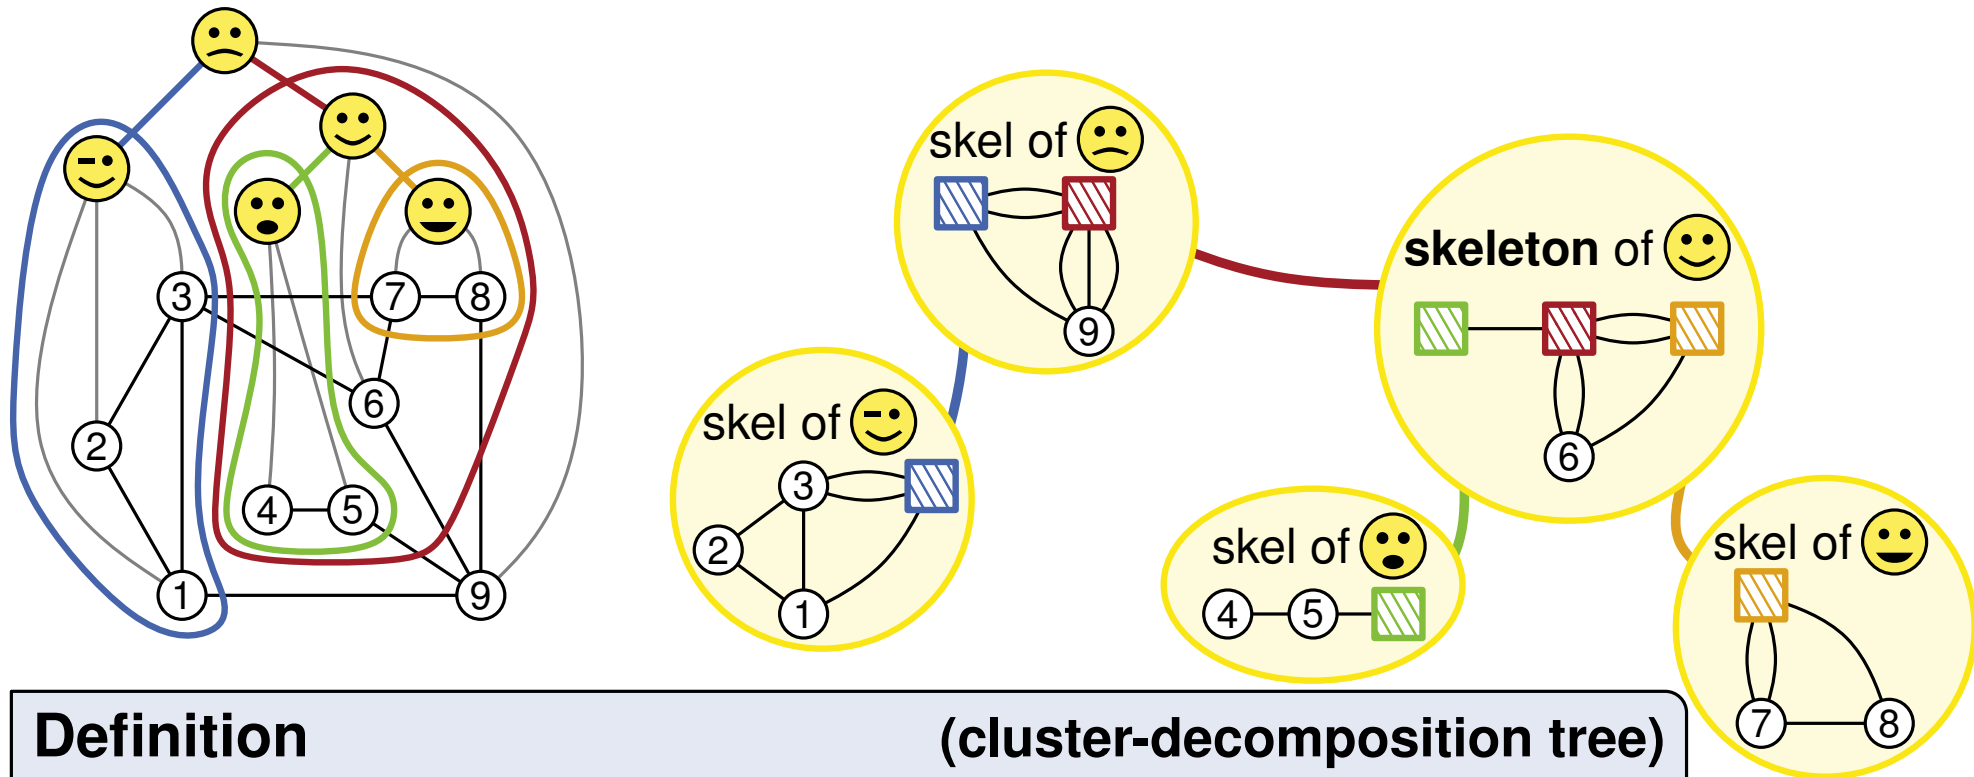 3
7
8
2
6
4
5
1
9
skel of
9
skel of
3
2
1
skeleton of
6
skel of
4
5
skel of
7
8
Definition
(cluster-decomposition tree)